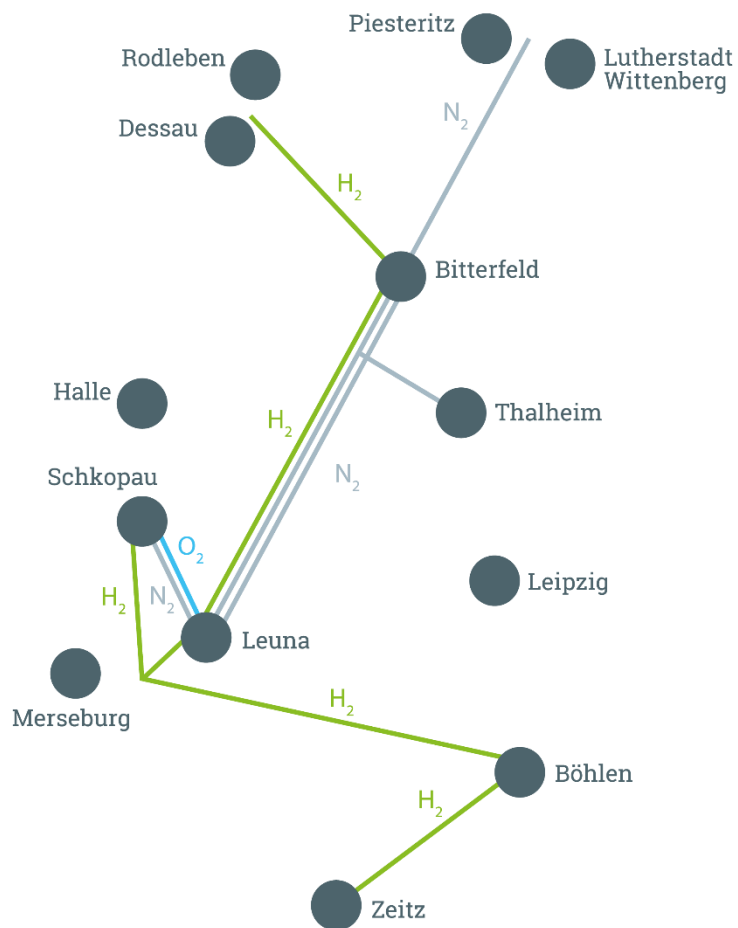 Piesteritz
Rodleben
Lutherstadt
Wittenberg
N₂
Dessau
H₂
Bitterfeld
Halle
H₂
Thalheim
Schkopau
N₂
O₂
H₂
N₂
Leipzig
Leuna
Merseburg
H₂
Böhlen
H₂
Zeitz